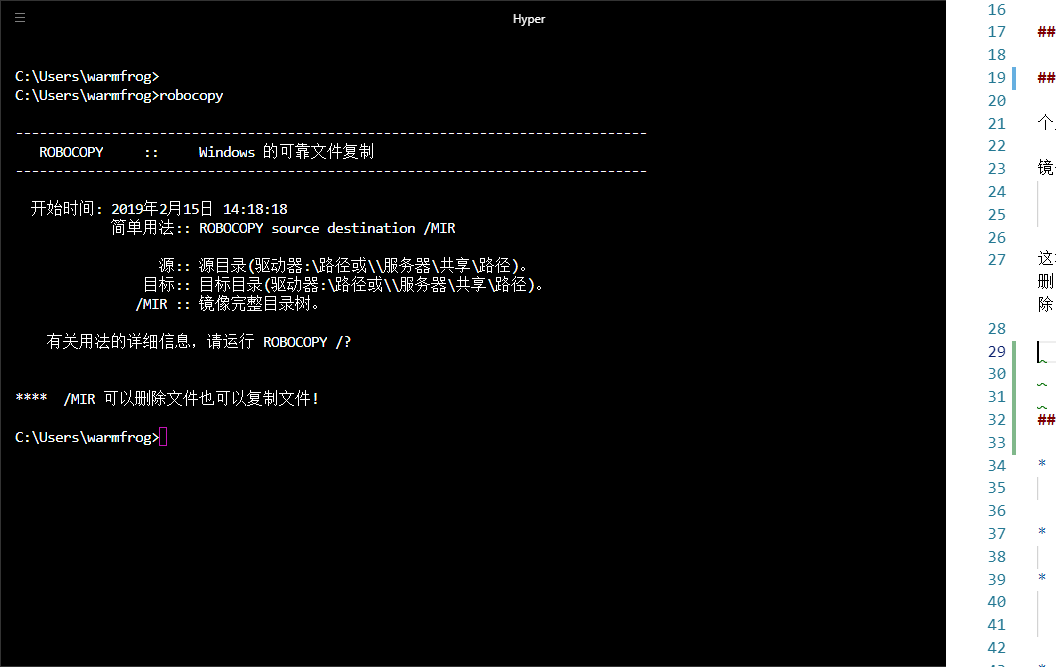 Hyper
C:\Users\warmfrog>
C:\Users\warmfrog>robocopy
-------------------------------------------------------------------------------
ROBOCOPY     ::     Windows 的可靠文件复制
-------------------------------------------------------------------------------
开始时间: 2019年2月15日 14:18:18
简单用法:: ROBOCOPY source destination /MIR
源:: 源目录(驱动器:\路径或\\服务器\共享\路径)。
目标:: 目标目录(驱动器:\路径或\\服务器\共享\路径)。
/MIR :: 镜像完整目录树。
有关用法的详细信息，请运行 ROBOCOPY /?
****  /MIR 可以删除文件也可以复制文件!
C:\Users\warmfrog>
16
17 ##
18
19 ##
20
21 个
22
23 镜
24
25
26
27 这
删
除
28
29
30
31
32 ##
33
34 *
35
36
37 *
38
39 *
40
41
42